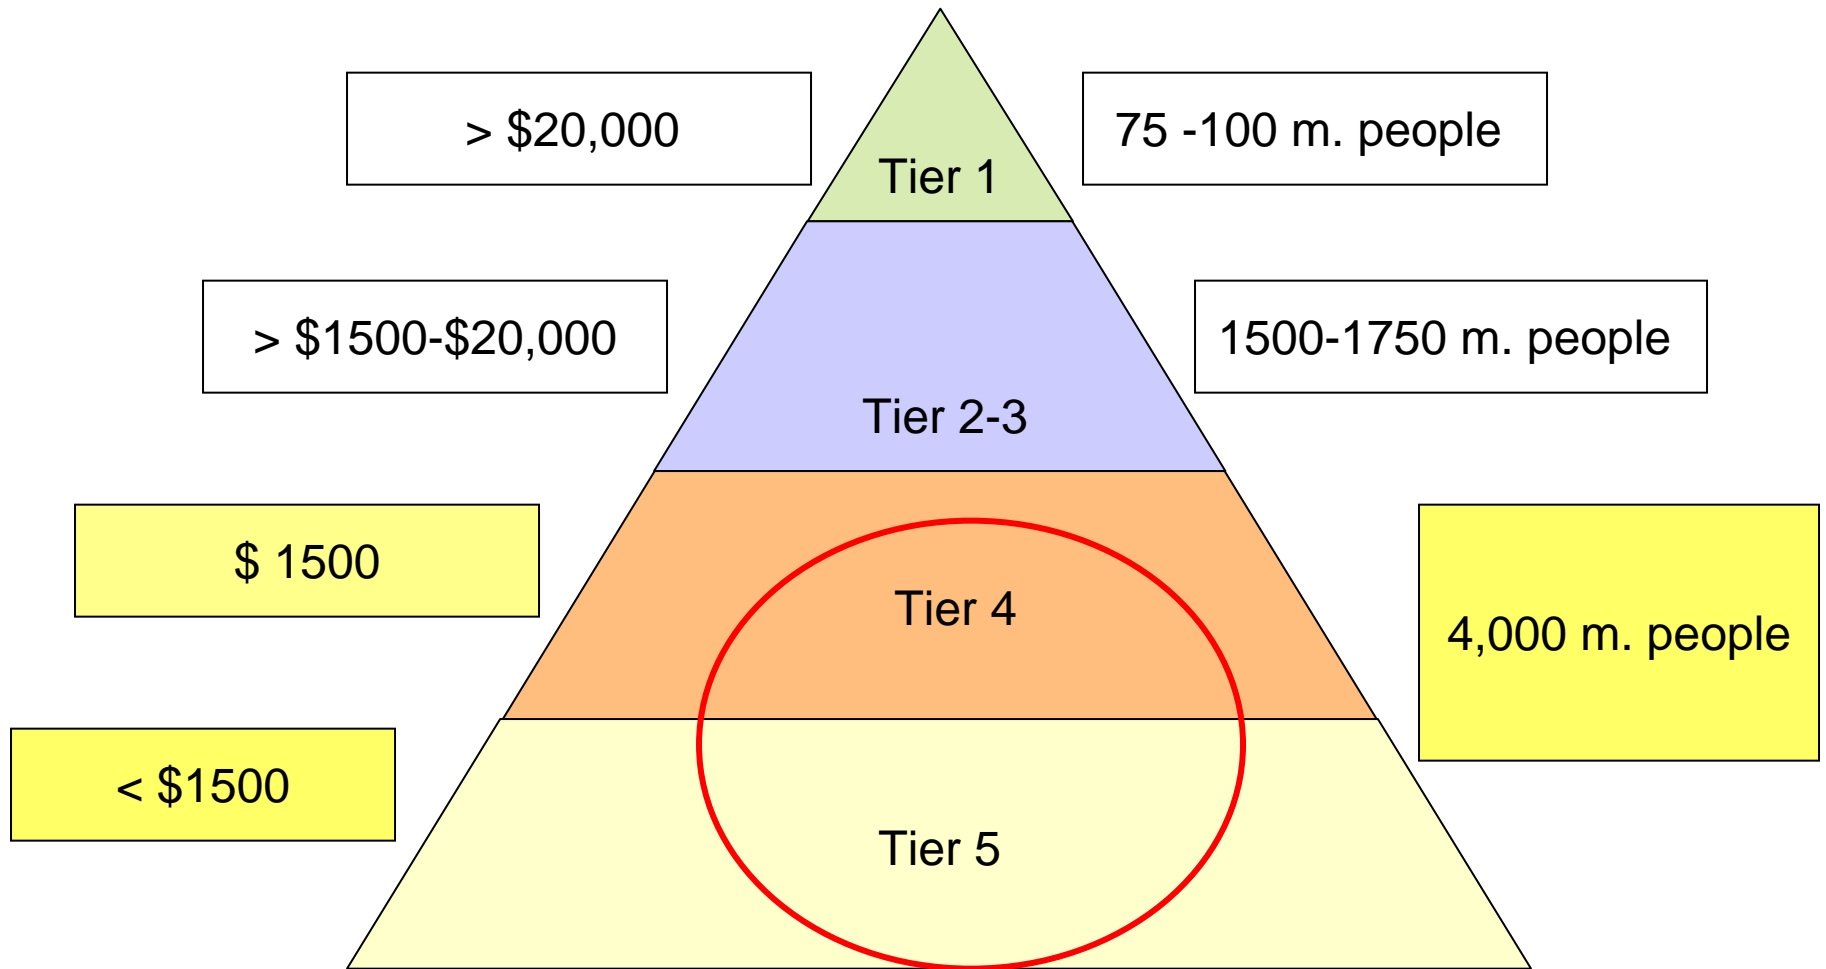 > $20,000
75 -100 m. people
Tier 1
> $1500-$20,000
1500-1750 m. people
Tier 2-3
$ 1500
Tier 4
4,000 m. people
< $1500
Tier 5